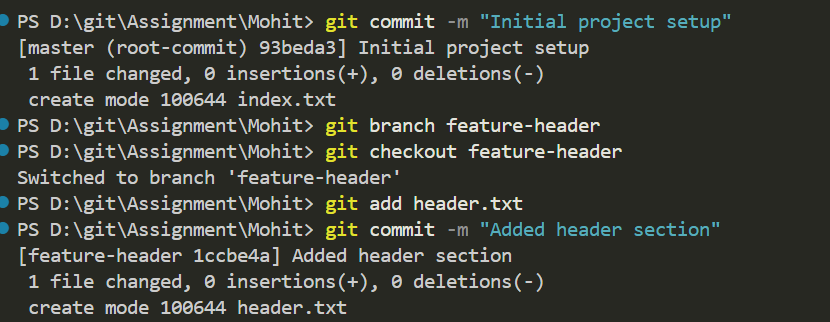 PS D:\git\Assignment\Mohit> git commit -m "Initial project setup"
[master (root-commit) 93beda3] Initial project setup
 1 file changed, 0 insertions(+), 0 deletions(-)
 create mode 100644 index.txt
PS D:\git\Assignment\Mohit> git branch feature-header
PS D:\git\Assignment\Mohit> git checkout feature-header
Switched to branch 'feature-header'
PS D:\git\Assignment\Mohit> git add header.txt
PS D:\git\Assignment\Mohit> git commit -m "Added header section"
[feature-header 1ccbe4a] Added header section
 1 file changed, 0 insertions(+), 0 deletions(-)
 create mode 100644 header.txt